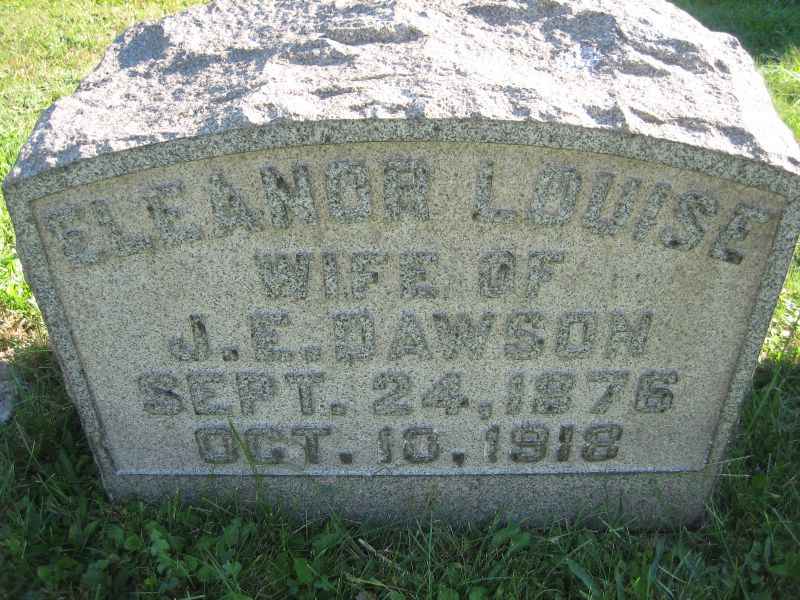 ELEANOR LOUISE
WIFE OF
J.E.DAWSON
SEPT. 24, 1876
OCT. 10, 1918